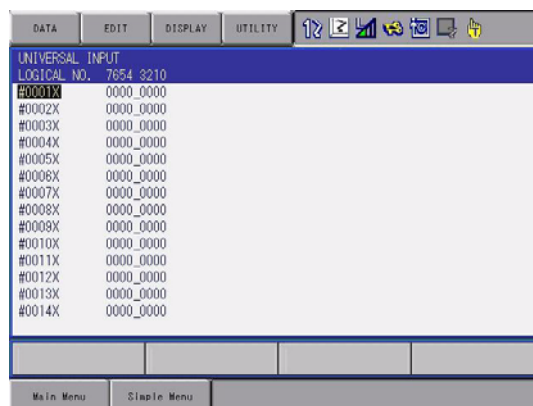 DATA EDIT DISPLAY UTILITY
UNIVERSAL INPUT
LOGICAL NO. 7654 3210
#0001X 0000_0000
#0002X 0000_0000
#0003X 0000_0000
#0004X 0000_0000
#0005X 0000_0000
#0006X 0000_0000
#0007X 0000_0000
#0008X 0000_0000
#0009X 0000_0000
#0010X 0000_0000
#0011X 0000_0000
#0012X 0000_0000
#0013X 0000_0000
#0014X 0000_0000
Main Menu Simple Menu